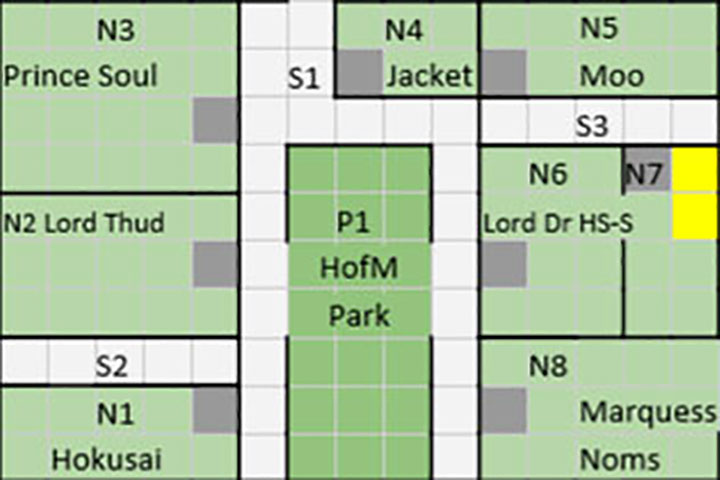 N3
Prince Soul
S1
N4
Jacket
N5
Moo
S3
N2 Lord Thud
P1
HofM
Park
N6
N7
Lord Dr HS-S
S2
N1
Hokusai
N8
Marquess
Noms